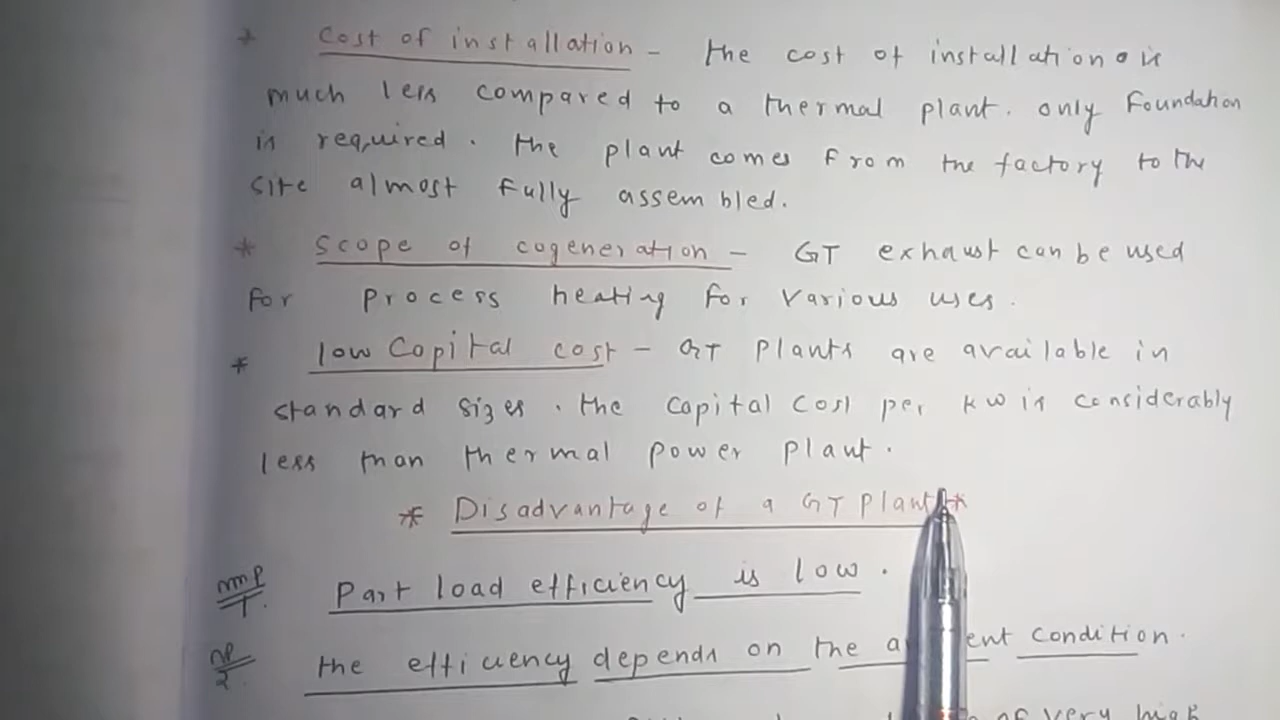 * Cost of installation - the cost of installation is
much less compared to a thermal plant. only Foundation
is required. the plant comes from the factory to the
site almost fully assembled.
* Scope of cogeneration - GT exhaust can be used
for process heating for various uses.
* low Capital cost - GT plants are available in
standard sizes. the capital cost per kw is considerably
less than thermal power plant.
* Disadvantage of a GT plant *
Part load efficiency is low.
2 the efficiency depends on the condition.
of very high